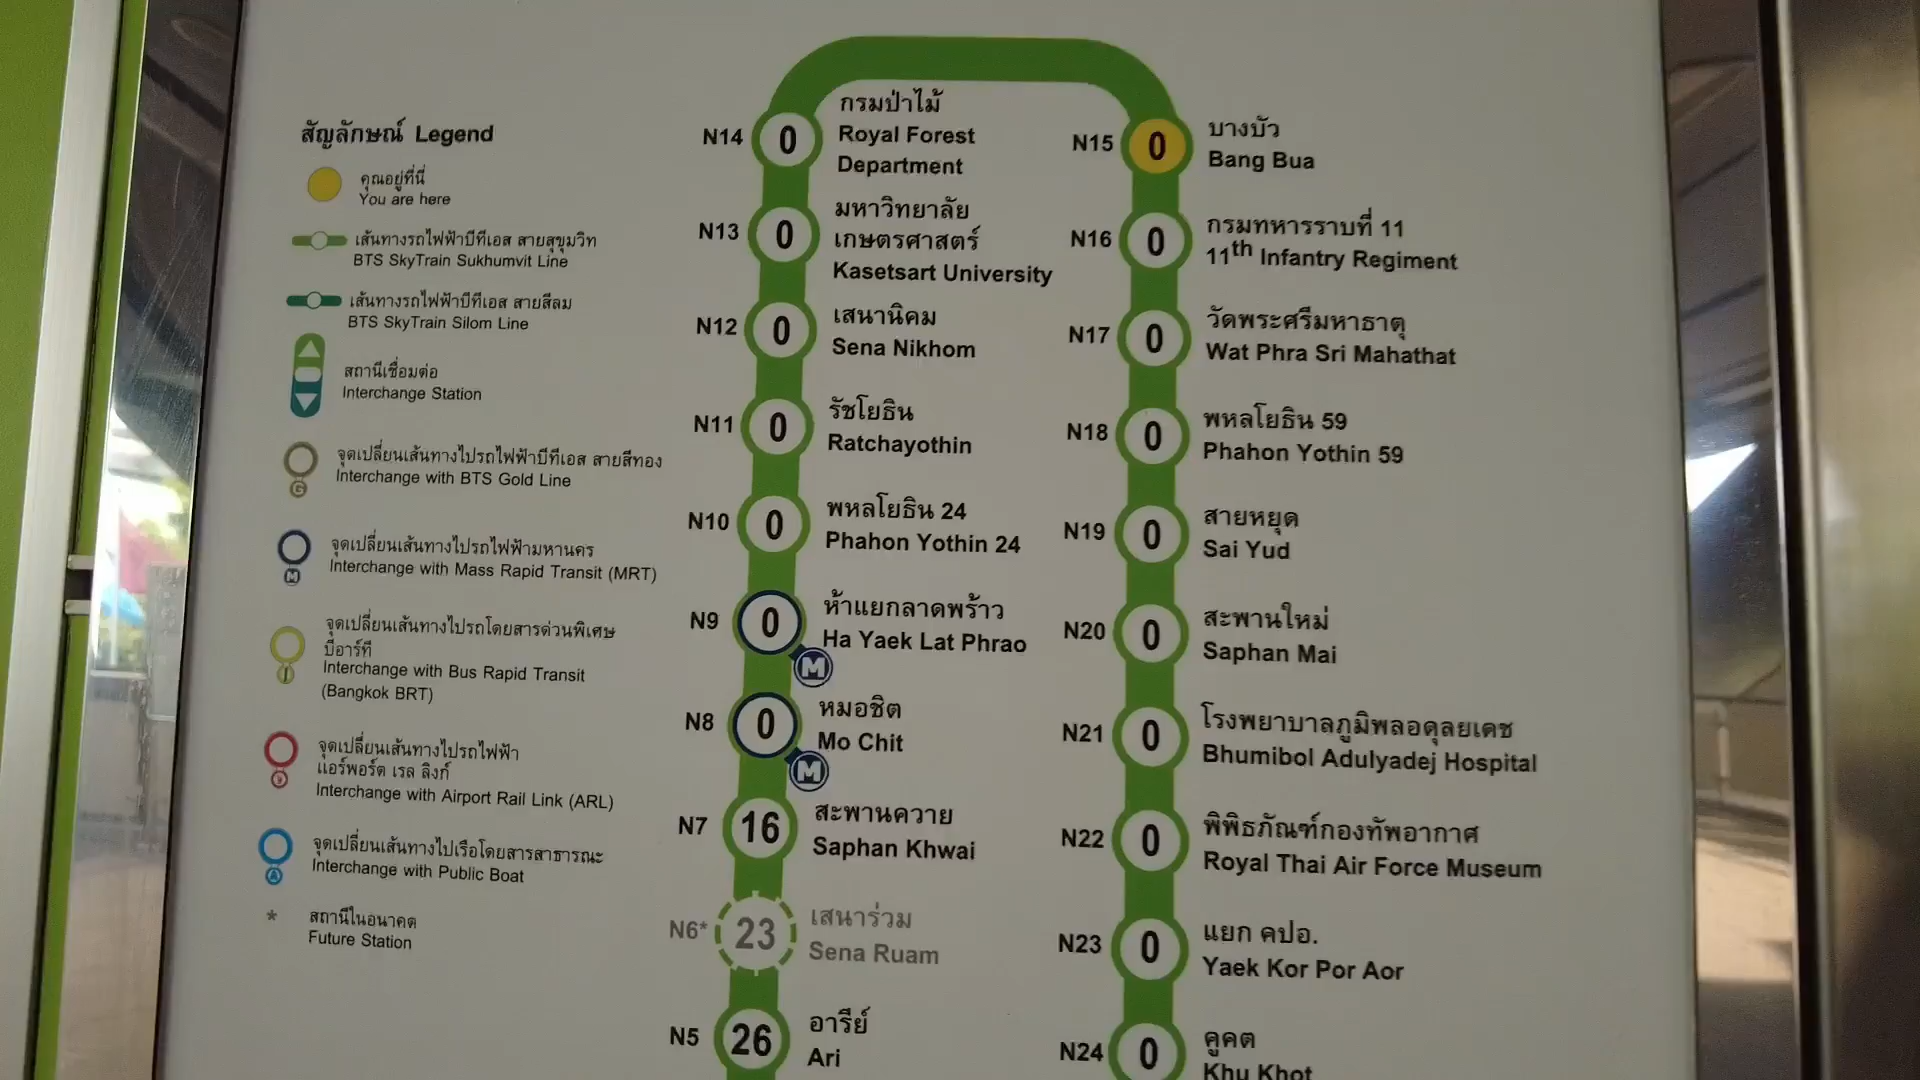 สัญลักษณ์ Legend
คุณอยู่ที่นี่
You are here
เส้นทางรถไฟฟ้าบีทีเอส สายสุขุมวิท
BTS SkyTrain Sukhumvit Line
เส้นทางรถไฟฟ้าบีทีเอส สายสีลม
BTS SkyTrain Silom Line
สถานีเชื่อมต่อ
Interchange Station
จุดเปลี่ยนเส้นทางไปรถไฟฟ้าบีทีเอส สายสีทอง
Interchange with BTS Gold Line
G
จุดเปลี่ยนเส้นทางไปรถไฟฟ้ามหานคร
Interchange with Mass Rapid Transit (MRT)
M
จุดเปลี่ยนเส้นทางไปรถโดยสารด่วนพิเศษ
บีอาร์ที
Interchange with Bus Rapid Transit
(Bangkok BRT)
จุดเปลี่ยนเส้นทางไปรถไฟฟ้า
แอร์พอร์ต เรล ลิงก์
Interchange with Airport Rail Link (ARL)
จุดเปลี่ยนเส้นทางไปเรือโดยสารสาธารณะ
Interchange with Public Boat
* สถานีในอนาคต
Future Station
N14 0 กรมป่าไม้
Royal Forest
Department
N13 0 มหาวิทยาลัย
เกษตรศาสตร์
Kasetsart University
N12 0 เสนานิคม
Sena Nikhom
N11 0 รัชโยธิน
Ratchayothin
N10 0 พหลโยธิน 24
Phahon Yothin 24
N9 0 ห้าแยกลาดพร้าว
Ha Yaek Lat Phrao
M
N8 0 หมอชิต
Mo Chit
M
N7 16 สะพานควาย
Saphan Khwai
N6* 23 เสนาร่วม
Sena Ruam
N5 26 อารีย์
Ari
N15 0 บางบัว
Bang Bua
N16 0 กรมทหารราบที่ 11
11th Infantry Regiment
N17 0 วัดพระศรีมหาธาตุ
Wat Phra Sri Mahathat
N18 0 พหลโยธิน 59
Phahon Yothin 59
N19 0 สายหยุด
Sai Yud
N20 0 สะพานใหม่
Saphan Mai
N21 0 โรงพยาบาลภูมิพลอดุลยเดช
Bhumibol Adulyadej Hospital
N22 0 พิพิธภัณฑ์กองทัพอากาศ
Royal Thai Air Force Museum
N23 0 แยก คปอ.
Yaek Kor Por Aor
N24 0 คูคต
Khu Khot